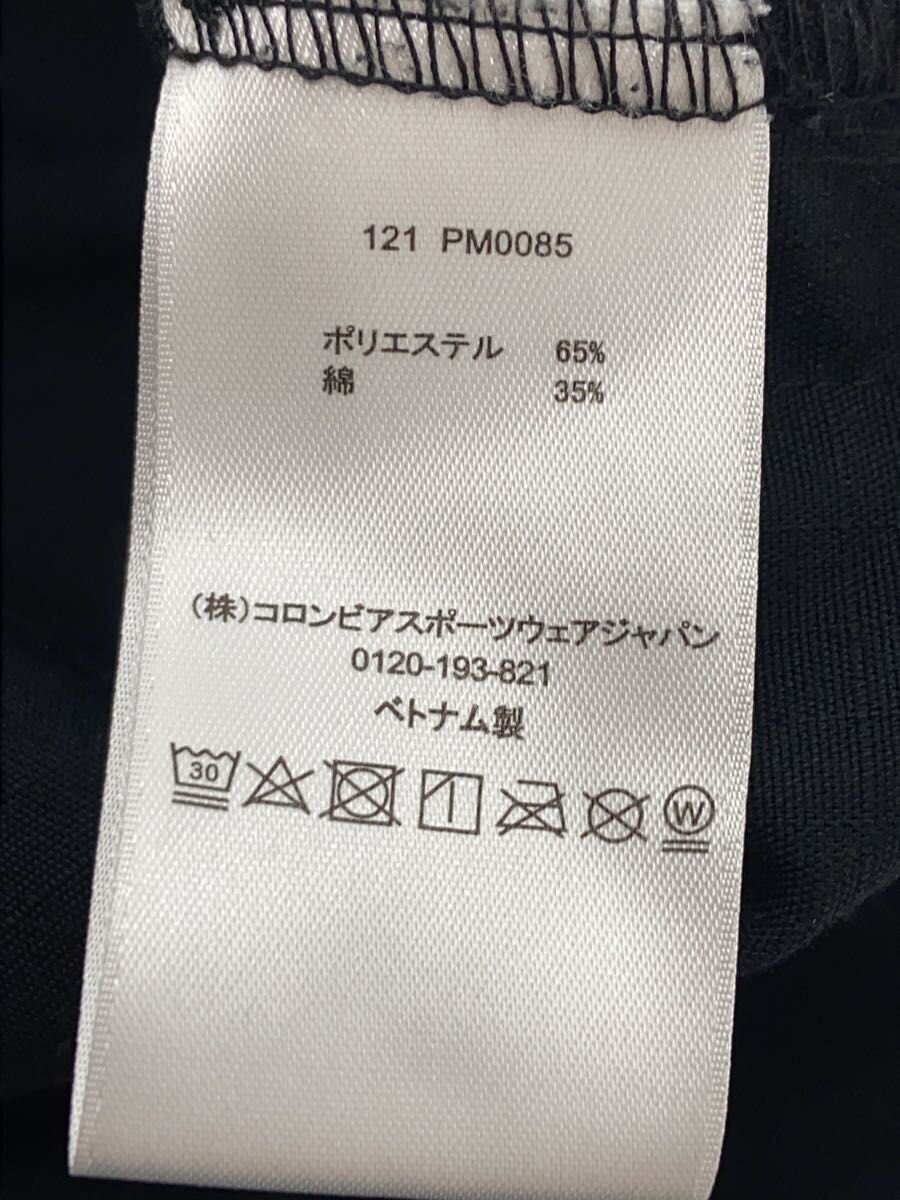 121 PM0085
ポリエステル 65%
綿 35%
(株)コロンビアスポーツウェアジャパン
0120-193-821
ベトナム製
30 W